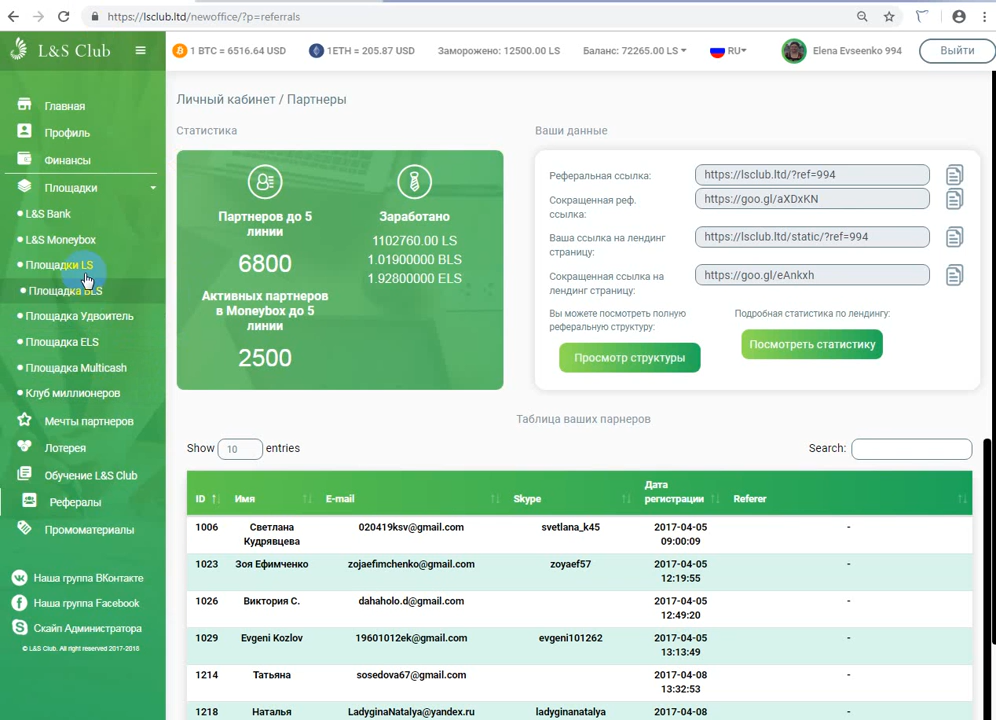 https://lsclub.ltd/newoffice/?p=referrals
L&S Club
1 BTC = 6516.64 USD
1ETH = 205.87 USD
Заморожено: 12500.00 LS
Баланс: 72265.00 LS
RU
Elena Evseenko 994
Выйти
Главная
Профиль
Финансы
Площадки
L&S Bank
L&S Moneybox
Площадки LS
Площадка BLS
Площадка Удвоитель
Площадка ELS
Площадка Multicash
Клуб миллионеров
Мечты партнеров
Лотерея
Обучение L&S Club
Рефералы
Промоматериалы
Наша группа ВКонтакте
Наша группа Facebook
Скайп Администратора
© L&S Club. All right reserved 2017-2018
Личный кабинет / Партнеры
Статистика
Партнеров до 5
линии
6800
Активных партнеров
в Moneybox до 5
линии
2500
Заработано
1102760.00 LS
1.01900000 BLS
1.92800000 ELS
Ваши данные
Реферальная ссылка:
https://lsclub.ltd/?ref=994
Сокращенная реф.
ссылка:
https://goo.gl/aXDxKN
Ваша ссылка на лендинг
страницу:
https://lsclub.ltd/static/?ref=994
Сокращенная ссылка на
лендинг страницу:
https://goo.gl/eAnkxh
Вы можете посмотреть полную
реферальную структуру:
Просмотр структуры
Подробная статистика по лендингу:
Посмотреть статистику
Таблица ваших парнеров
Show 10 entries
Search:
ID Имя E-mail Skype Дата
регистрации Referer
1006 Светлана
Кудрявцева 020419ksv@gmail.com svetlana_k45 2017-04-05
09:00:09 -
1023 Зоя Ефимченко zojaefimchenko@gmail.com zoyaef57 2017-04-05
12:19:55 -
1026 Виктория С. dahaholo.d@gmail.com 2017-04-05
12:49:20 -
1029 Evgeni Kozlov 19601012ek@gmail.com evgeni101262 2017-04-05
13:13:49 -
1214 Татьяна sosedova67@gmail.com 2017-04-08
13:32:53 -
1218 Наталья LadyginaNatalya@yandex.ru ladyginanatalya 2017-04-08 -